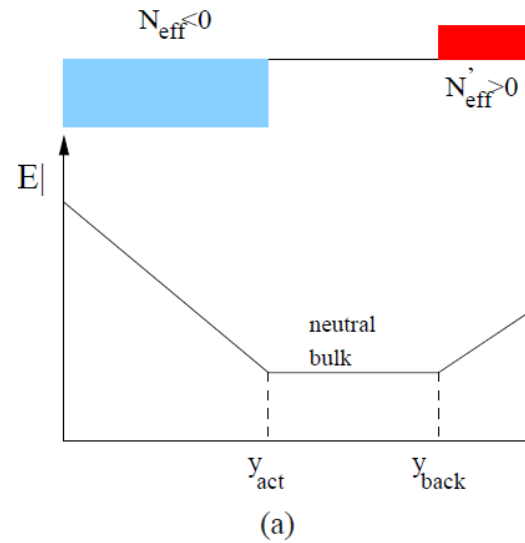 N_eff<0
N'_eff>0
E|
neutral
bulk
y_act
y_back
(a)